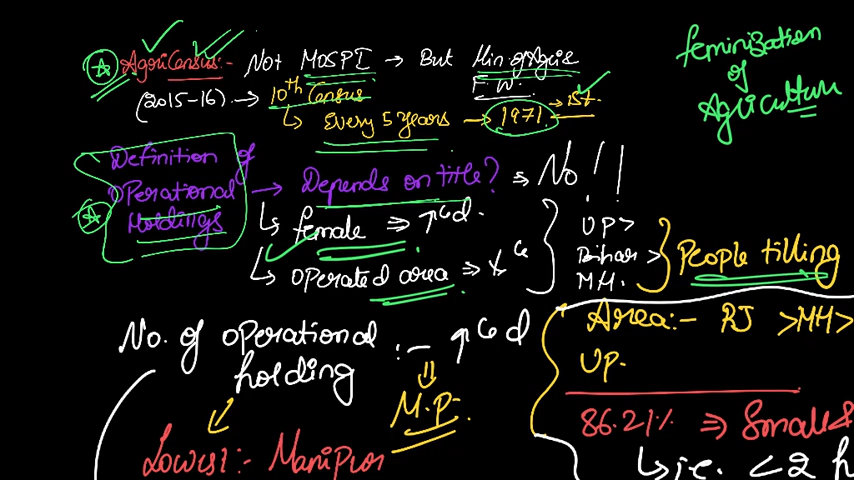 Agri Census:- Not MOSPI → But Min of Agri &
F.W.
(2015-16) → 10th Census
↳ Every 5 Years → 1971 → 1st.
feminization
of
Agriculture
Definition of
Operational
Holdings → Depends on title? ⇒ No!!
↳ female ⇒ ↑ed.
↳ operated area ⇒
UP>
Bihar >
MH.
People tilling
No. of operational
holding :- ↑ed
⇓
M.P.
Lowest:- Manipur
Area:- RJ >MH>
UP.
86.21% ⇒ Small &
↳ i.e. <2 h